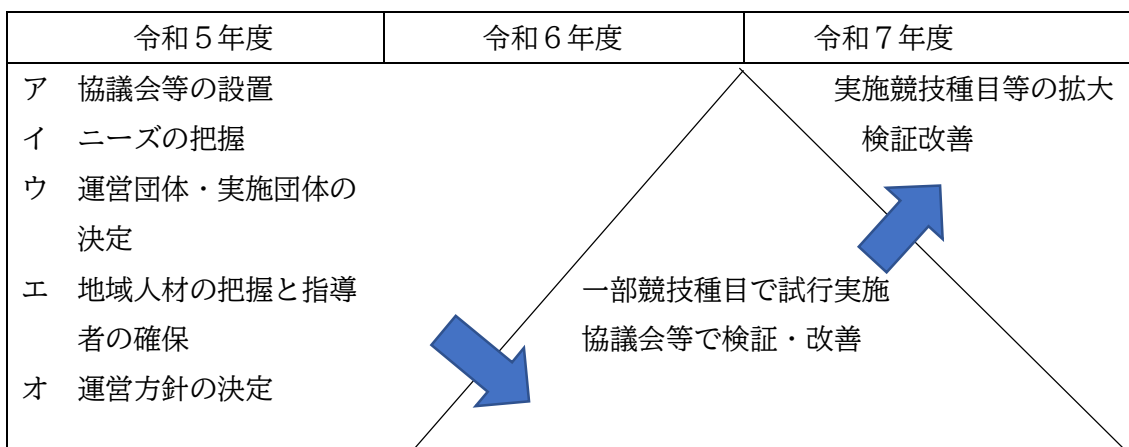 令和５年度 令和６年度 令和７年度
ア 協議会等の設置
イ ニーズの把握
ウ 運営団体・実施団体の
決定
エ 地域人材の把握と指導
者の確保
オ 運営方針の決定
一部競技種目で試行実施
協議会等で検証・改善
実施競技種目等の拡大
検証改善